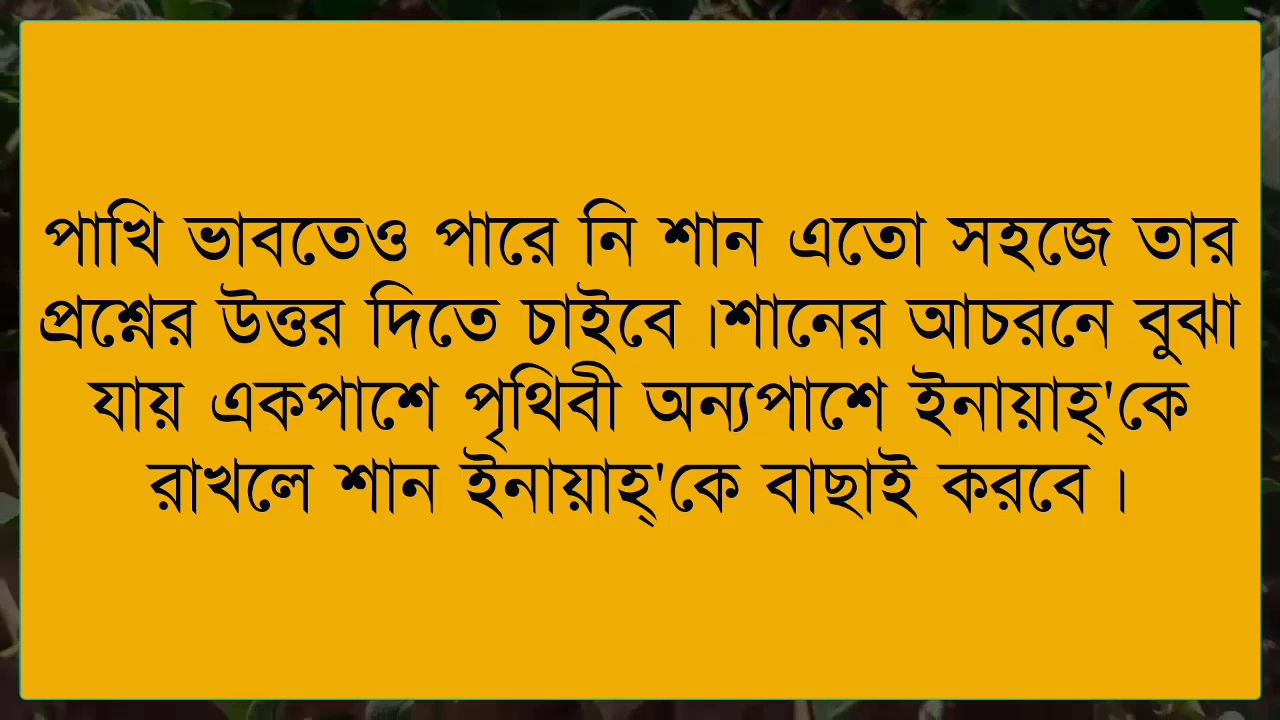 পাখি ভাবতেও পারে নি শান এতো সহজে তার
প্রশ্নের উত্তর দিতে চাইবে ।শানের আচরনে বুঝা
যায় একপাশে পৃথিবী অন্যপাশে ইনায়াহ্'কে
রাখলে শান ইনায়াহ্'কে বাছাই করবে ।